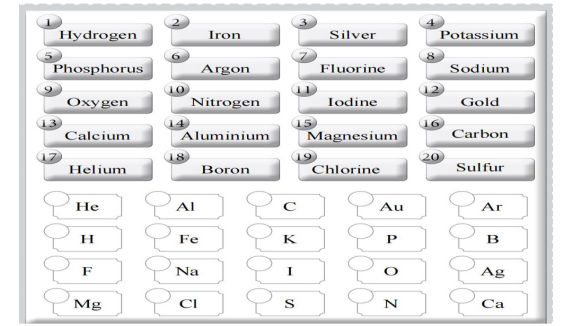 1 2 3 4
Hydrogen Iron Silver Potassium
5 6 7 8
Phosphorus Argon Fluorine Sodium
9 10 11 12
Oxygen Nitrogen Iodine Gold
13 14 15 16
Calcium Aluminium Magnesium Carbon
17 18 19 20
Helium Boron Chlorine Sulfur
He Al C Au Ar
H Fe K P B
F Na I O Ag
Mg Cl S N Ca